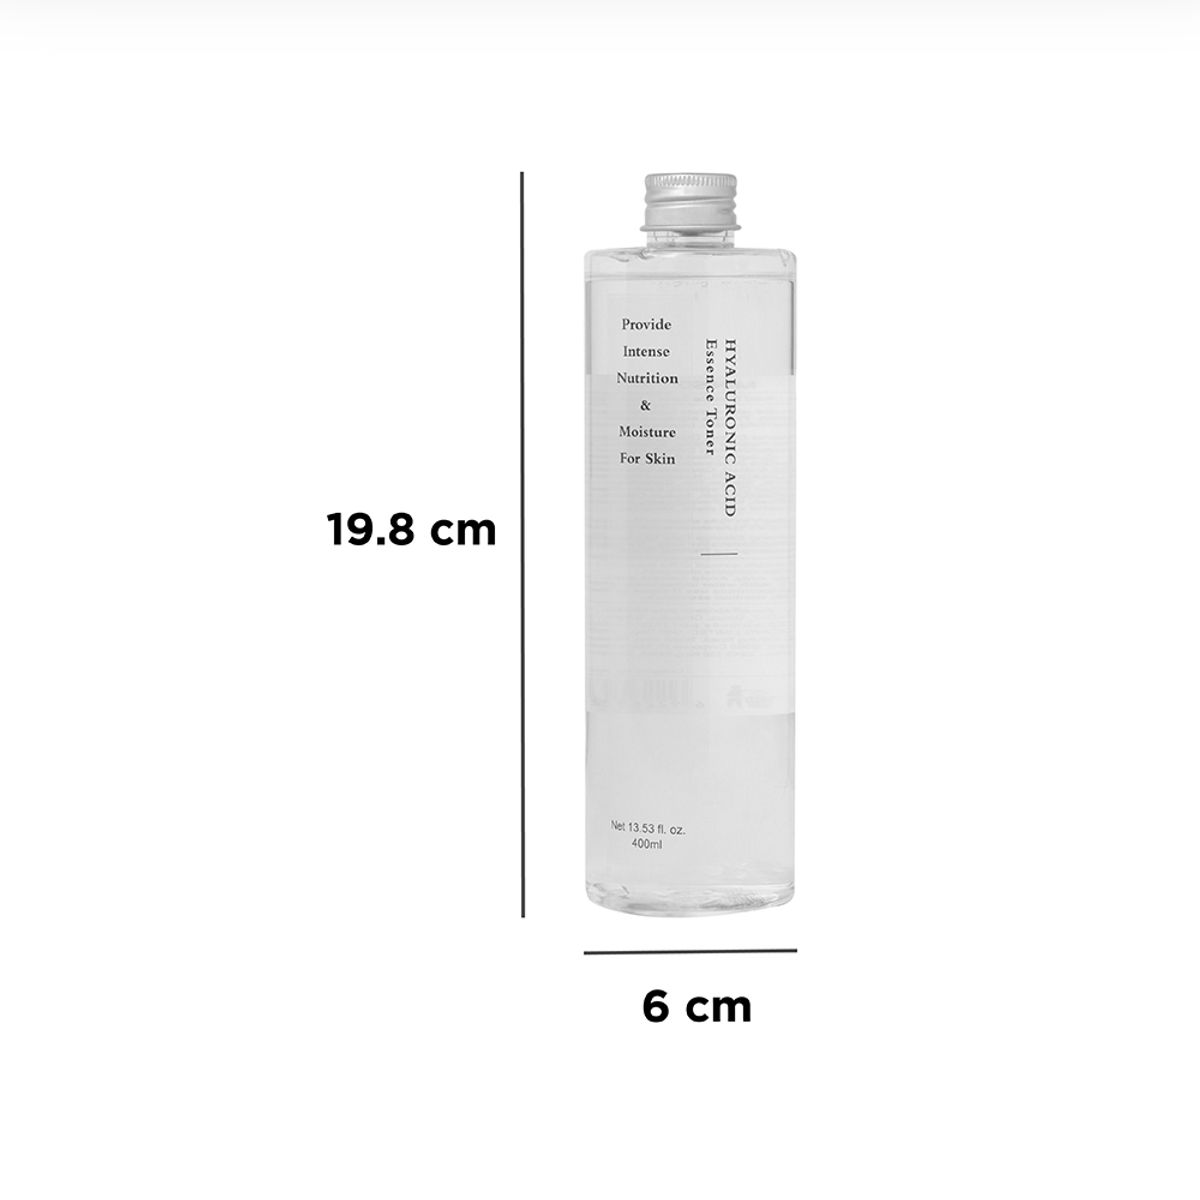 Provide
Intense
Nutrition
&
Moisture
For Skin
HYALURONIC ACID
Essence Toner
Net 13.53 fl. oz.
400ml
19.8 cm
6 cm